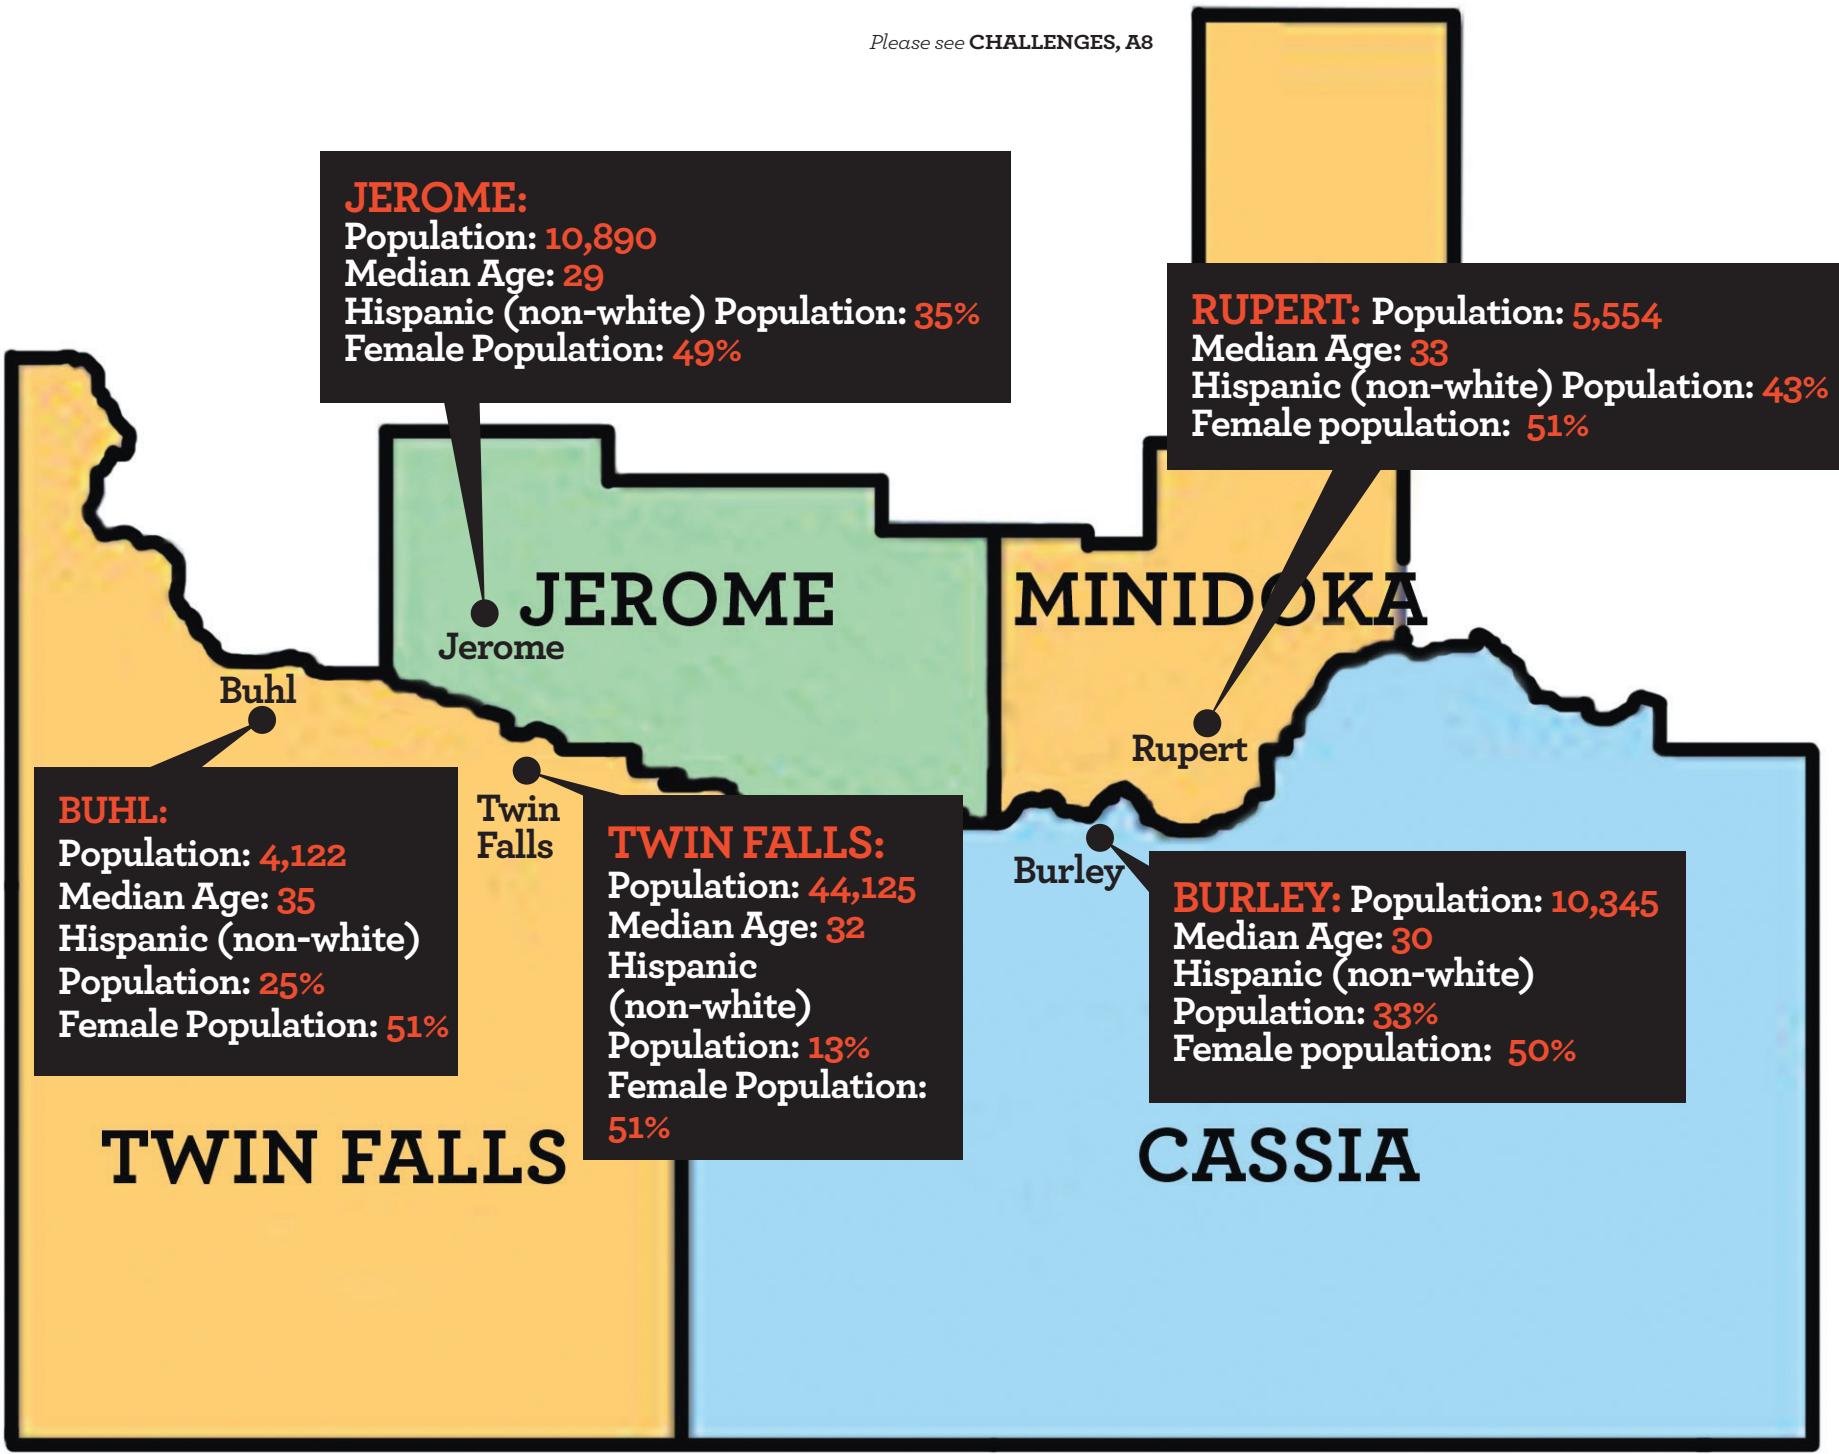 Please see CHALLENGES, A8
JEROME:
Population: 10,890
Median Age: 29
Hispanic (non-white) Population: 35%
Female Population: 49%
RUPERT: Population: 5,554
Median Age: 33
Hispanic (non-white) Population: 43%
Female population: 51%
JEROME
MINIDOKA
Jerome
Buhl
Rupert
BUHL:
Population: 4,122
Median Age: 35
Hispanic (non-white)
Population: 25%
Female Population: 51%
Twin
Falls
TWIN FALLS:
Population: 44,125
Median Age: 32
Hispanic
(non-white)
Population: 13%
Female Population:
51%
Burley
BURLEY: Population: 10,345
Median Age: 30
Hispanic (non-white)
Population: 33%
Female population: 50%
TWIN FALLS
CASSIA